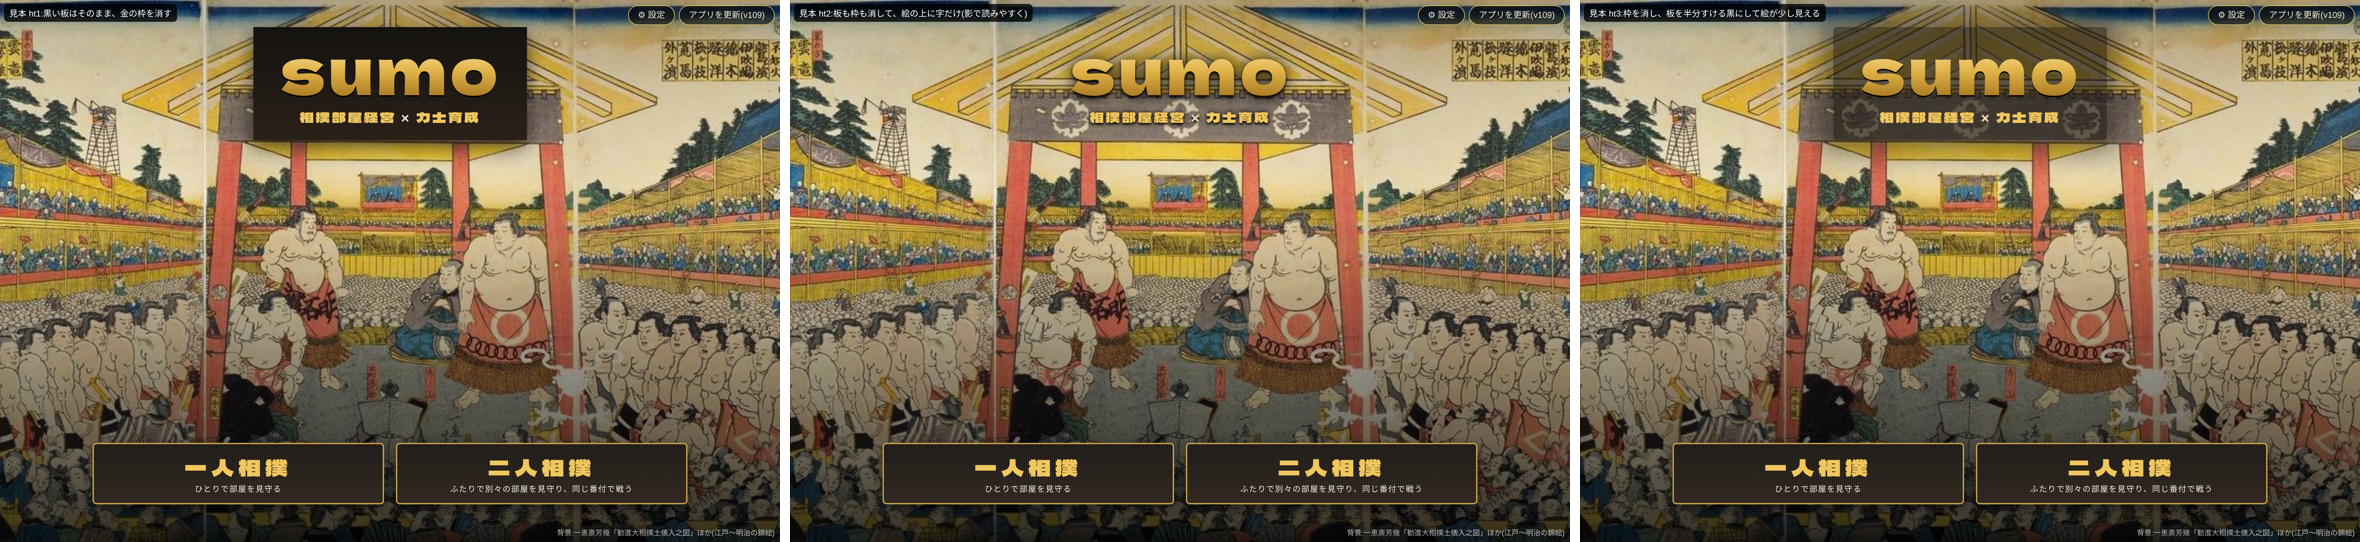 見本 ht1:黒い板はそのまま、金の枠を消す
⚙ 設定
アプリを更新(v109)
sumo
相撲部屋経営 × 力士育成
一人相撲
ひとりで部屋を見守る
二人相撲
ふたりで別々の部屋を見守り、同じ番付で戦う
背景:一恵斎芳幾「勧進大相撲土俵入之図」ほか(江戸〜明治の錦絵)
見本 ht2:板も枠も消して、絵の上に字だけ(影で読みやすく)
⚙ 設定
アプリを更新(v109)
sumo
相撲部屋経営 × 力士育成
一人相撲
ひとりで部屋を見守る
二人相撲
ふたりで別々の部屋を見守り、同じ番付で戦う
背景:一恵斎芳幾「勧進大相撲土俵入之図」ほか(江戸〜明治の錦絵)
見本 ht3:枠を消し、板を半分すける黒にして絵が少し見える
⚙ 設定
アプリを更新(v109)
sumo
相撲部屋経営 × 力士育成
一人相撲
ひとりで部屋を見守る
二人相撲
ふたりで別々の部屋を見守り、同じ番付で戦う
背景:一恵斎芳幾「勧進大相撲土俵入之図」ほか(江戸〜明治の錦絵)